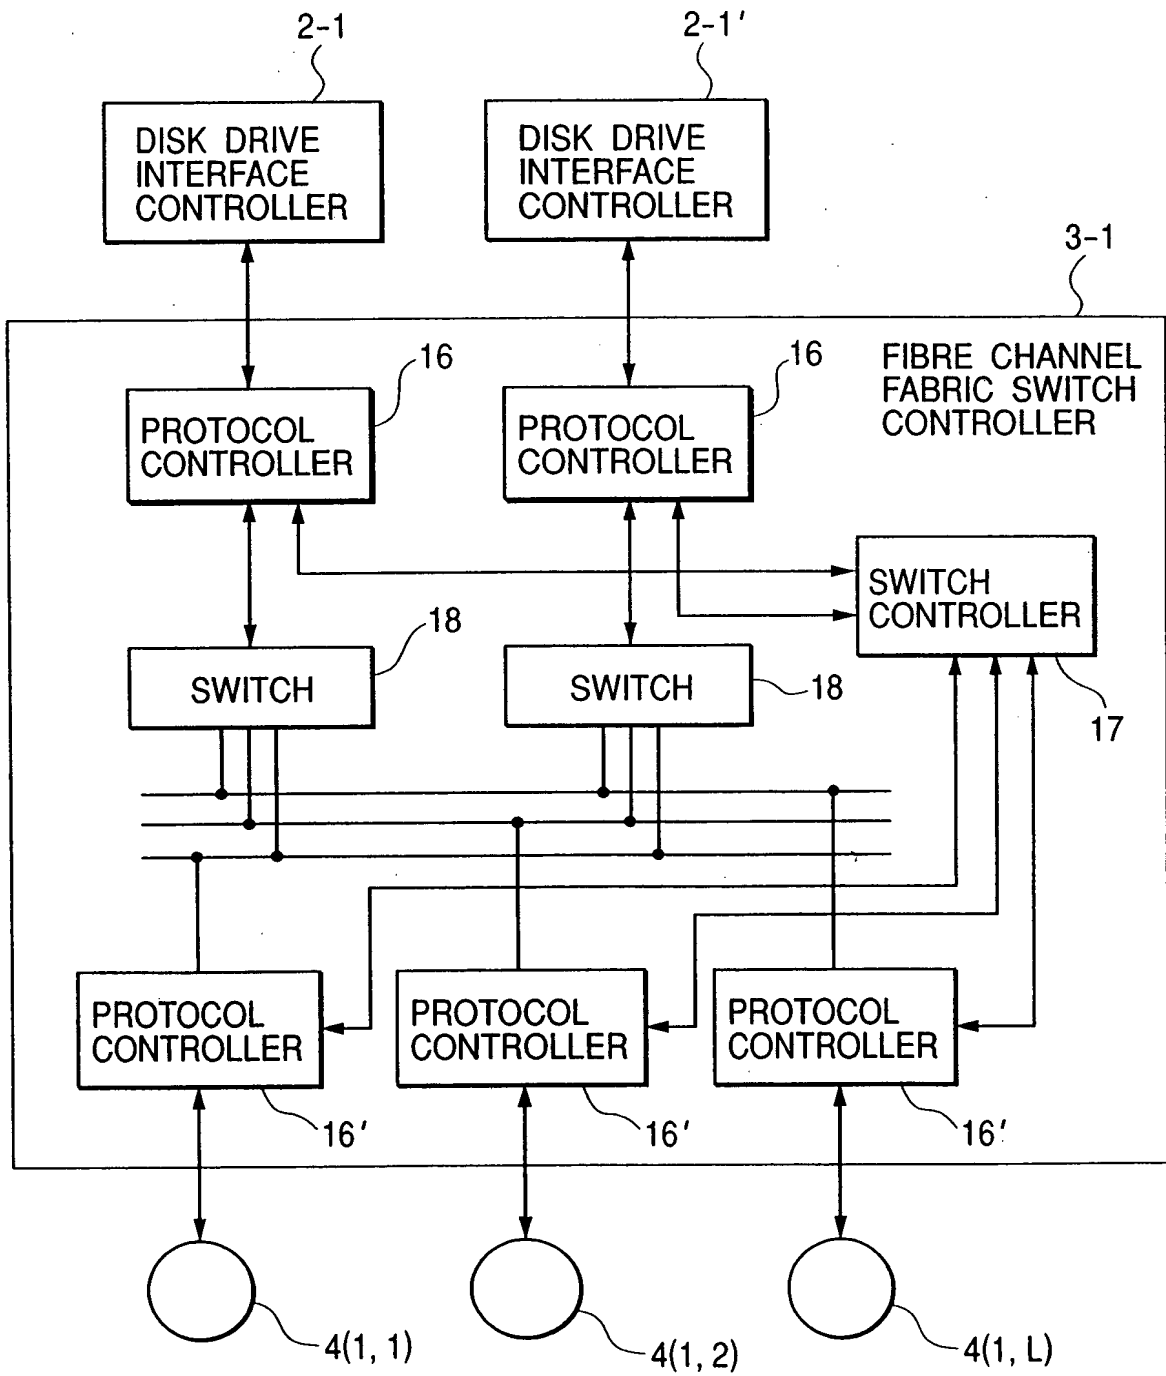 2-1
2-1'
DISK DRIVE
INTERFACE
CONTROLLER
DISK DRIVE
INTERFACE
CONTROLLER
3-1
16
16
FIBRE CHANNEL
FABRIC SWITCH
CONTROLLER
PROTOCOL
CONTROLLER
PROTOCOL
CONTROLLER
SWITCH
CONTROLLER
18
SWITCH
SWITCH
18
17
PROTOCOL
CONTROLLER
PROTOCOL
CONTROLLER
PROTOCOL
CONTROLLER
16'
16'
16'
4(1, 1)
4(1, 2)
4(1, L)